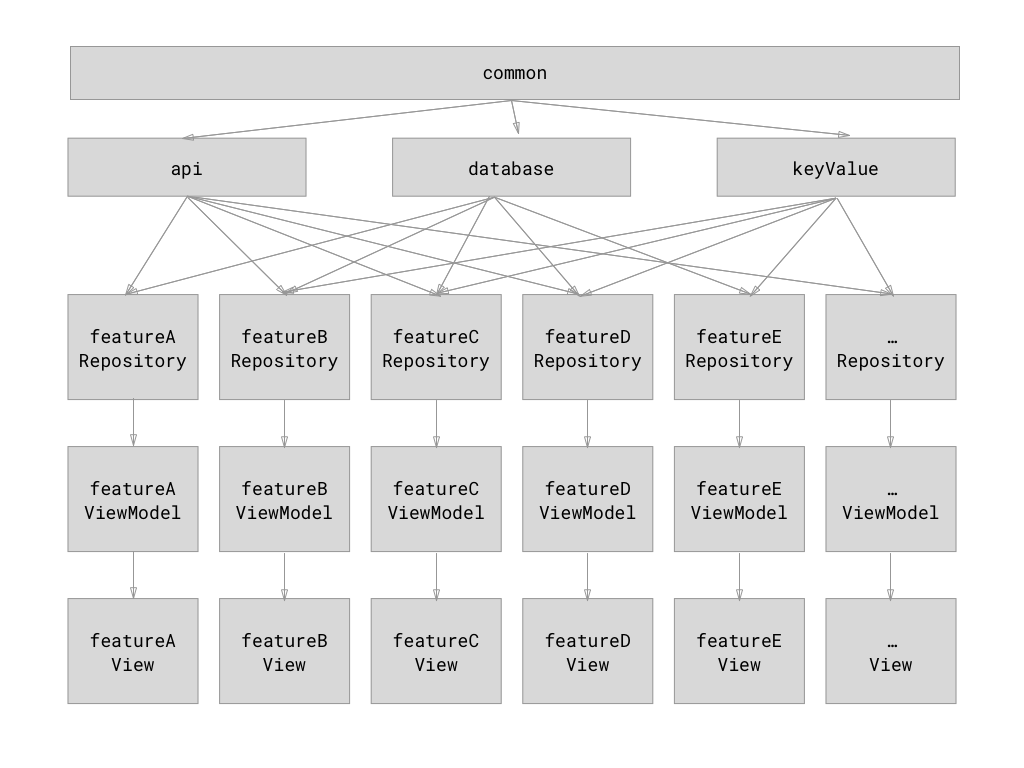 common
api
database
keyValue
featureA
Repository
featureB
Repository
featureC
Repository
featureD
Repository
featureE
Repository
…
Repository
featureA
ViewModel
featureB
ViewModel
featureC
ViewModel
featureD
ViewModel
featureE
ViewModel
…
ViewModel
featureA
View
featureB
View
featureC
View
featureD
View
featureE
View
…
View